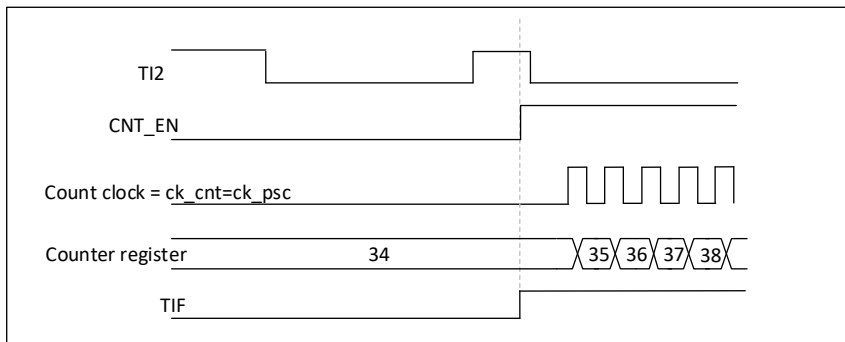 TI2
CNT_EN
Count clock = ck_cnt=ck_psc
Counter register 34 35 36 37 38
TIF